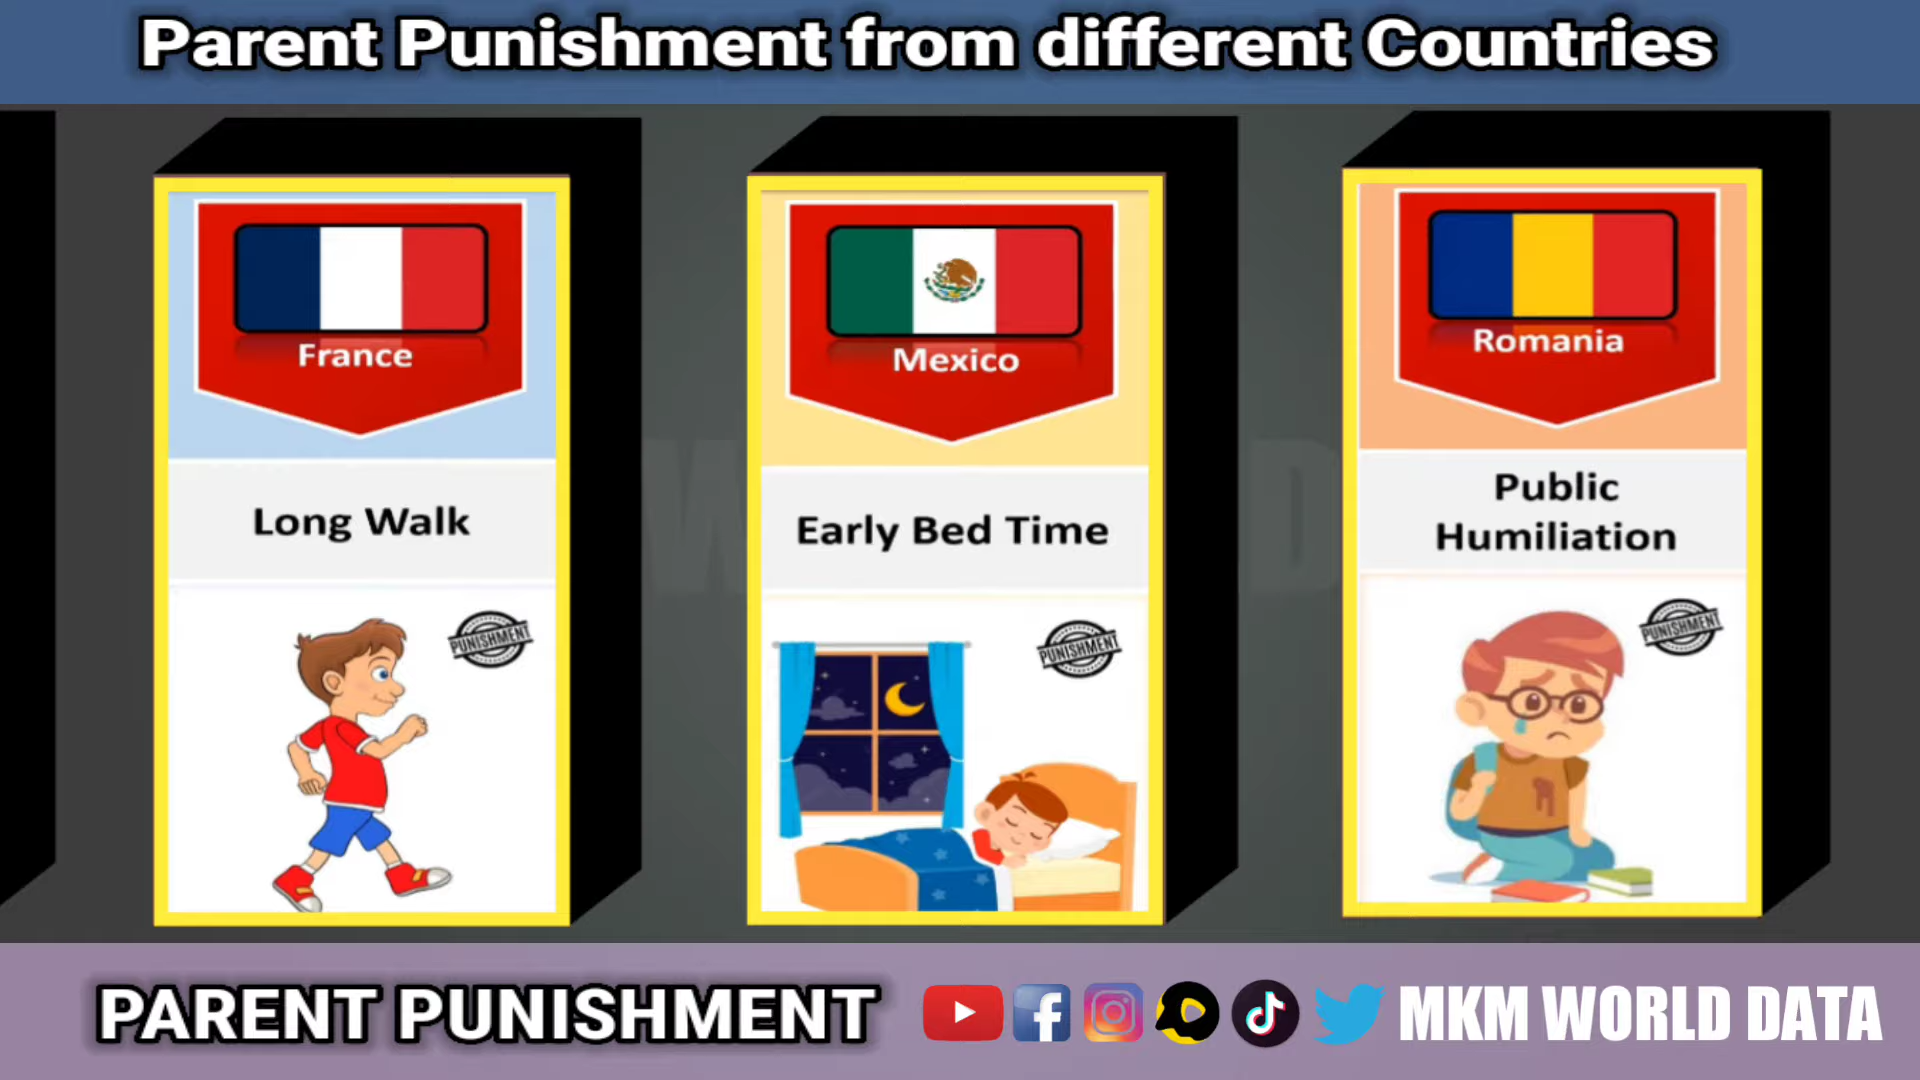 Parent Punishment from different Countries
France
Long Walk
PUNISHMENT
Mexico
Early Bed Time
PUNISHMENT
Romania
Public
Humiliation
PUNISHMENT
PARENT PUNISHMENT
MKM WORLD DATA